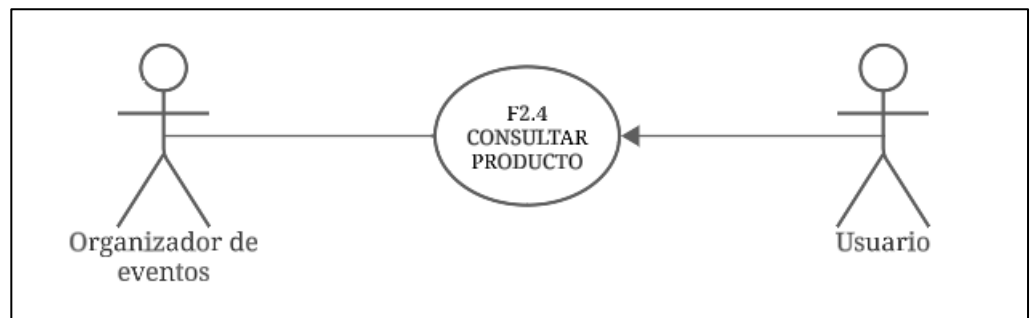 F2.4
CONSULTAR
PRODUCTO
Organizador de
eventos
Usuario